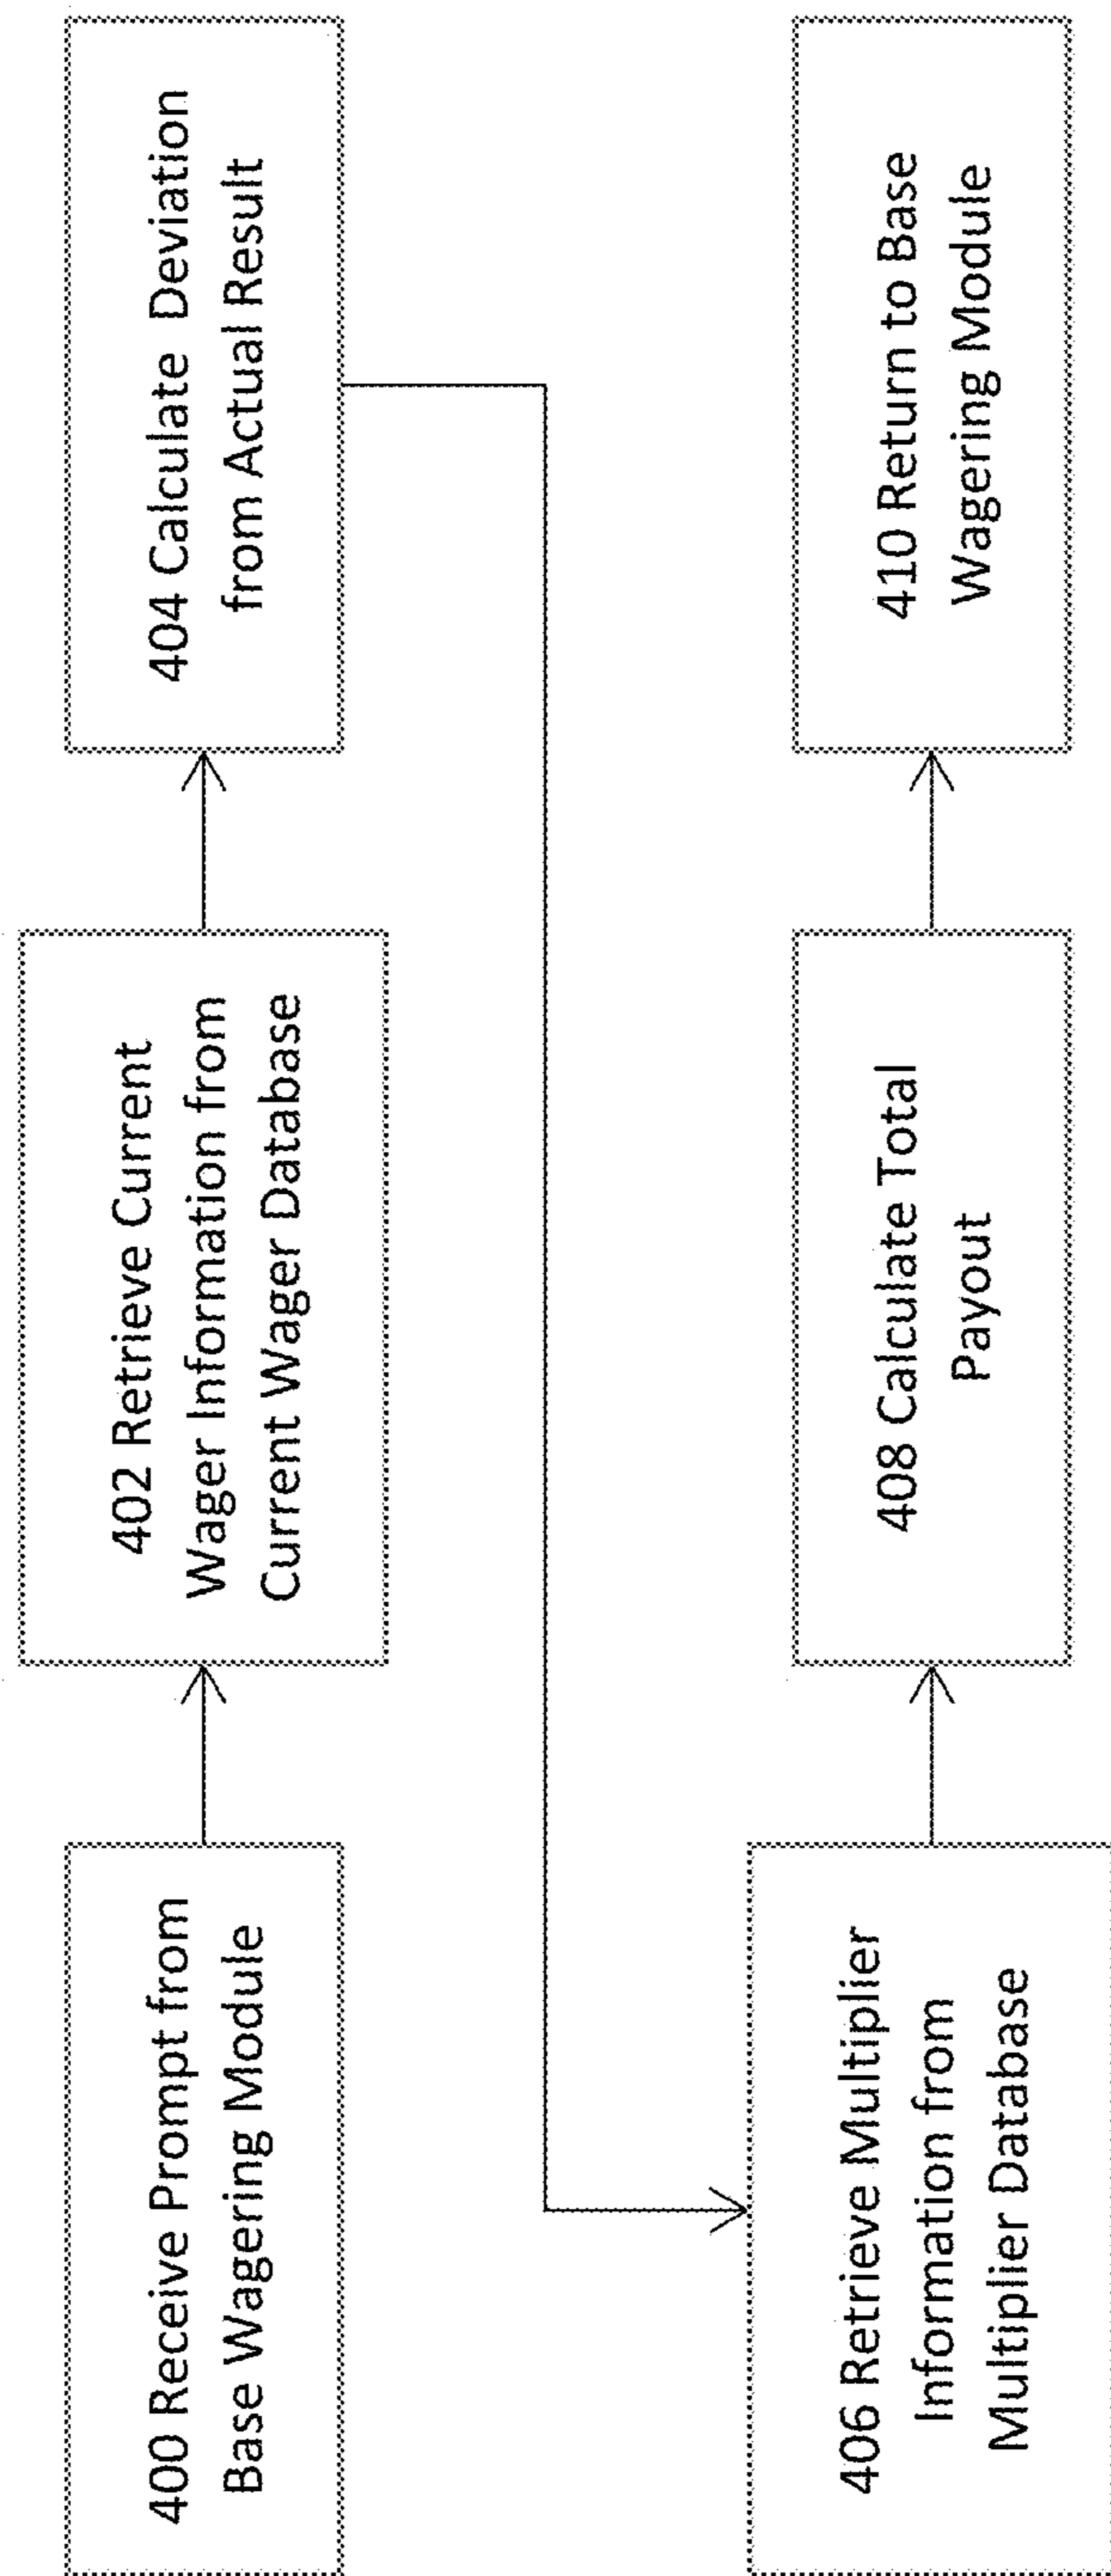 400 Receive Prompt from
Base Wagering Module
402 Retrieve Current
Wager Information from
Current Wager Database
404 Calculate Deviation
from Actual Result
406 Retrieve Multiplier
Information from
Multiplier Database
408 Calculate Total
Payout
410 Return to Base
Wagering Module